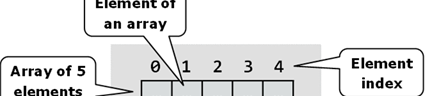 Element of
an array
0 1 2 3 4
Array of 5
elements
Element
index